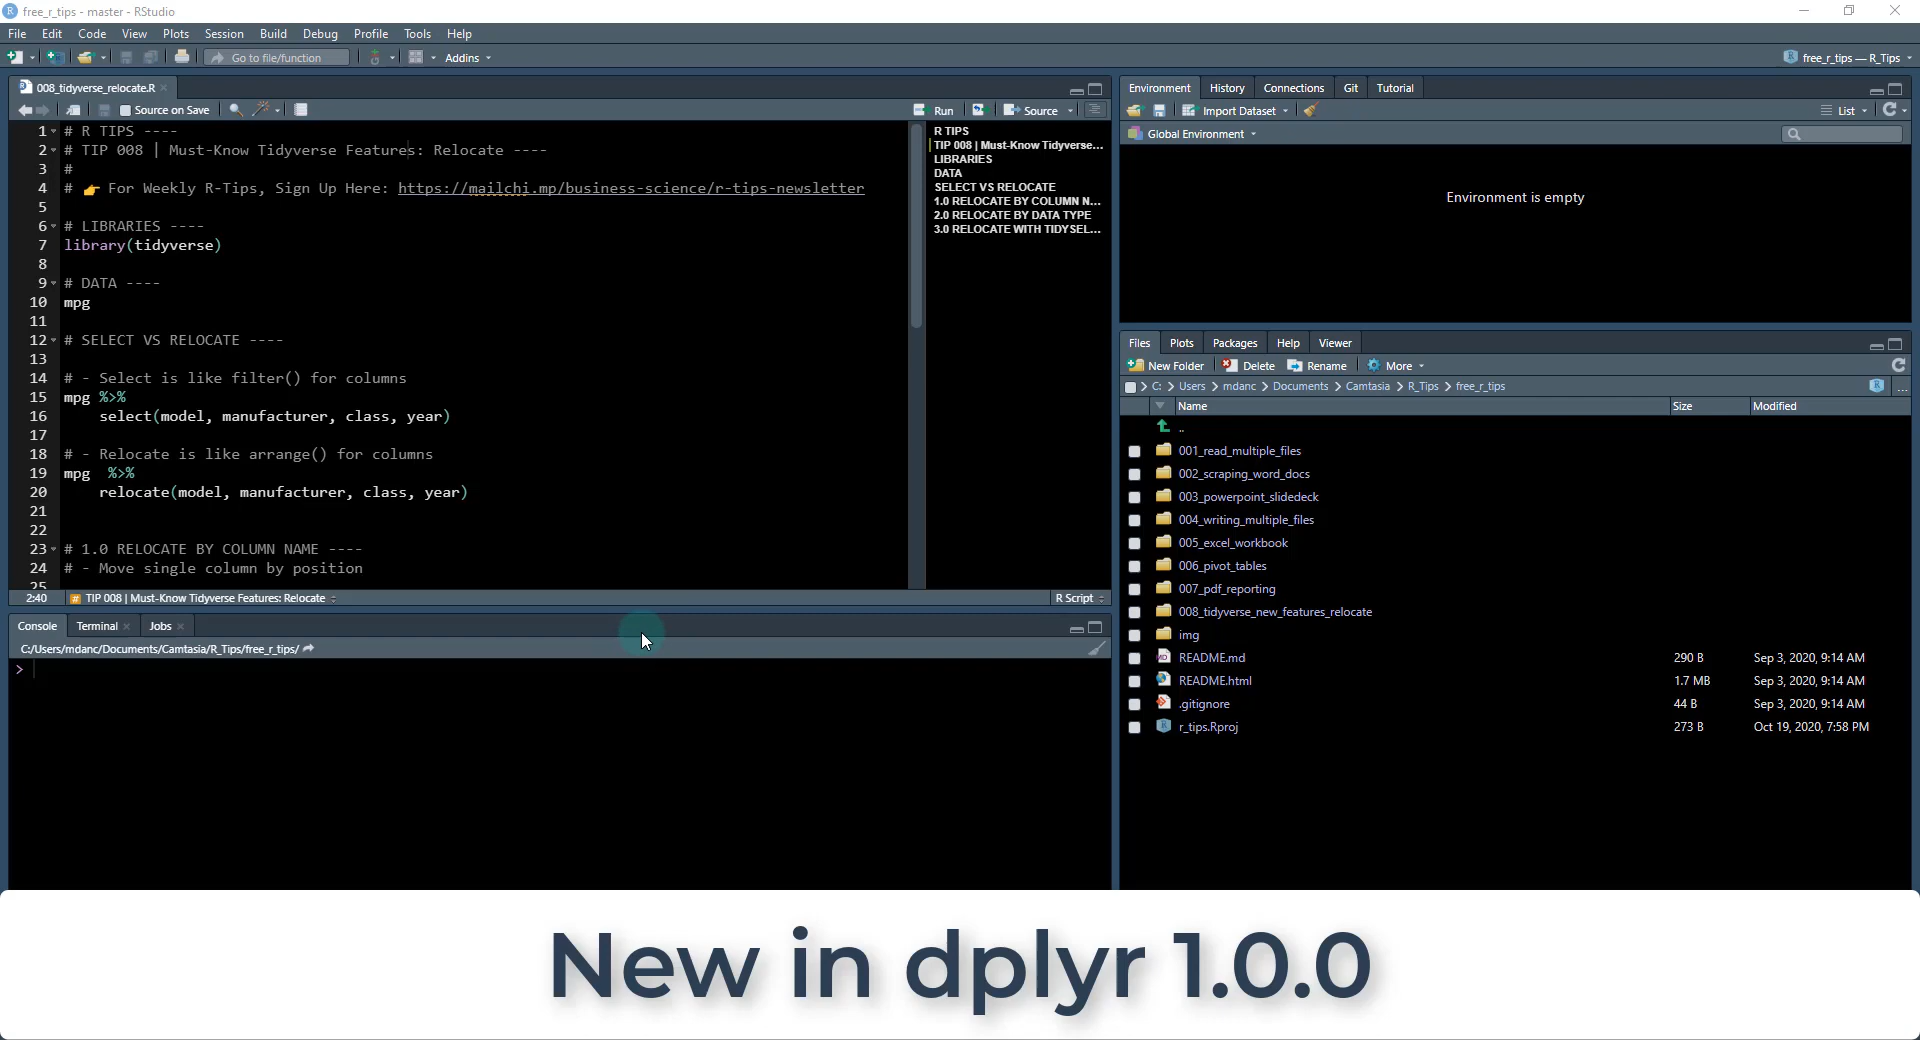 free_r_tips - master - RStudio
File Edit Code View Plots Session Build Debug Profile Tools Help
Go to file/function Addins free_r_tips — R_Tips
008_tidyverse_relocate.R
Source on Save Run Source
1 # R TIPS ----
2 # TIP 008 | Must-Know Tidyverse Features: Relocate ----
3 #
4 # 👉 For Weekly R-Tips, Sign Up Here: https://mailchi.mp/business-science/r-tips-newsletter
5
6 # LIBRARIES ----
7 library(tidyverse)
8
9 # DATA ----
10 mpg
11
12 # SELECT VS RELOCATE ----
13
14 # - Select is like filter() for columns
15 mpg %>%
16 select(model, manufacturer, class, year)
17
18 # - Relocate is like arrange() for columns
19 mpg %>%
20 relocate(model, manufacturer, class, year)
21
22
23 # 1.0 RELOCATE BY COLUMN NAME ----
24 # - Move single column by position
25
R TIPS
TIP 008 | Must-Know Tidyverse...
LIBRARIES
DATA
SELECT VS RELOCATE
1.0 RELOCATE BY COLUMN N...
2.0 RELOCATE BY DATA TYPE
3.0 RELOCATE WITH TIDYSEL...
2:40 TIP 008 | Must-Know Tidyverse Features: Relocate R Script
Console Terminal Jobs
C:/Users/mdanc/Documents/Camtasia/R_Tips/free_r_tips/
>
Environment History Connections Git Tutorial
Import Dataset List
Global Environment
Environment is empty
Files Plots Packages Help Viewer
New Folder Delete Rename More
C: > Users > mdanc > Documents > Camtasia > R_Tips > free_r_tips ...
Name Size Modified
..
001_read_multiple_files
002_scraping_word_docs
003_powerpoint_slidedeck
004_writing_multiple_files
005_excel_workbook
006_pivot_tables
007_pdf_reporting
008_tidyverse_new_features_relocate
img
README.md 290 B Sep 3, 2020, 9:14 AM
README.html 1.7 MB Sep 3, 2020, 9:14 AM
.gitignore 44 B Sep 3, 2020, 9:14 AM
r_tips.Rproj 273 B Oct 19, 2020, 7:58 PM
New in dplyr 1.0.0